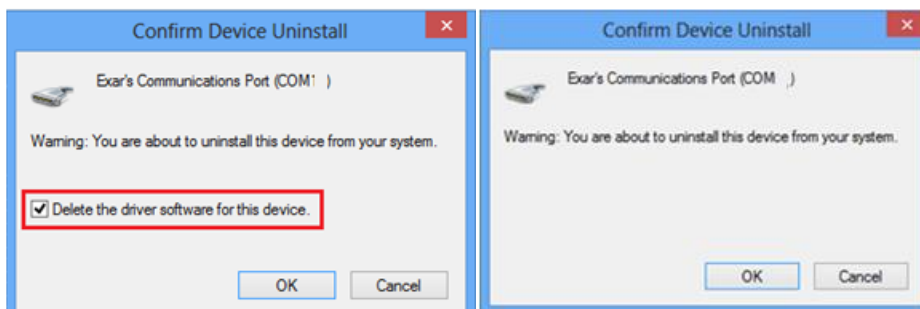 Confirm Device Uninstall
Exar's Communications Port (COM1 )
Warning: You are about to uninstall this device from your system.
Delete the driver software for this device.
OK
Cancel
Confirm Device Uninstall
Exar's Communications Port (COM )
Warning: You are about to uninstall this device from your system.
OK
Cancel